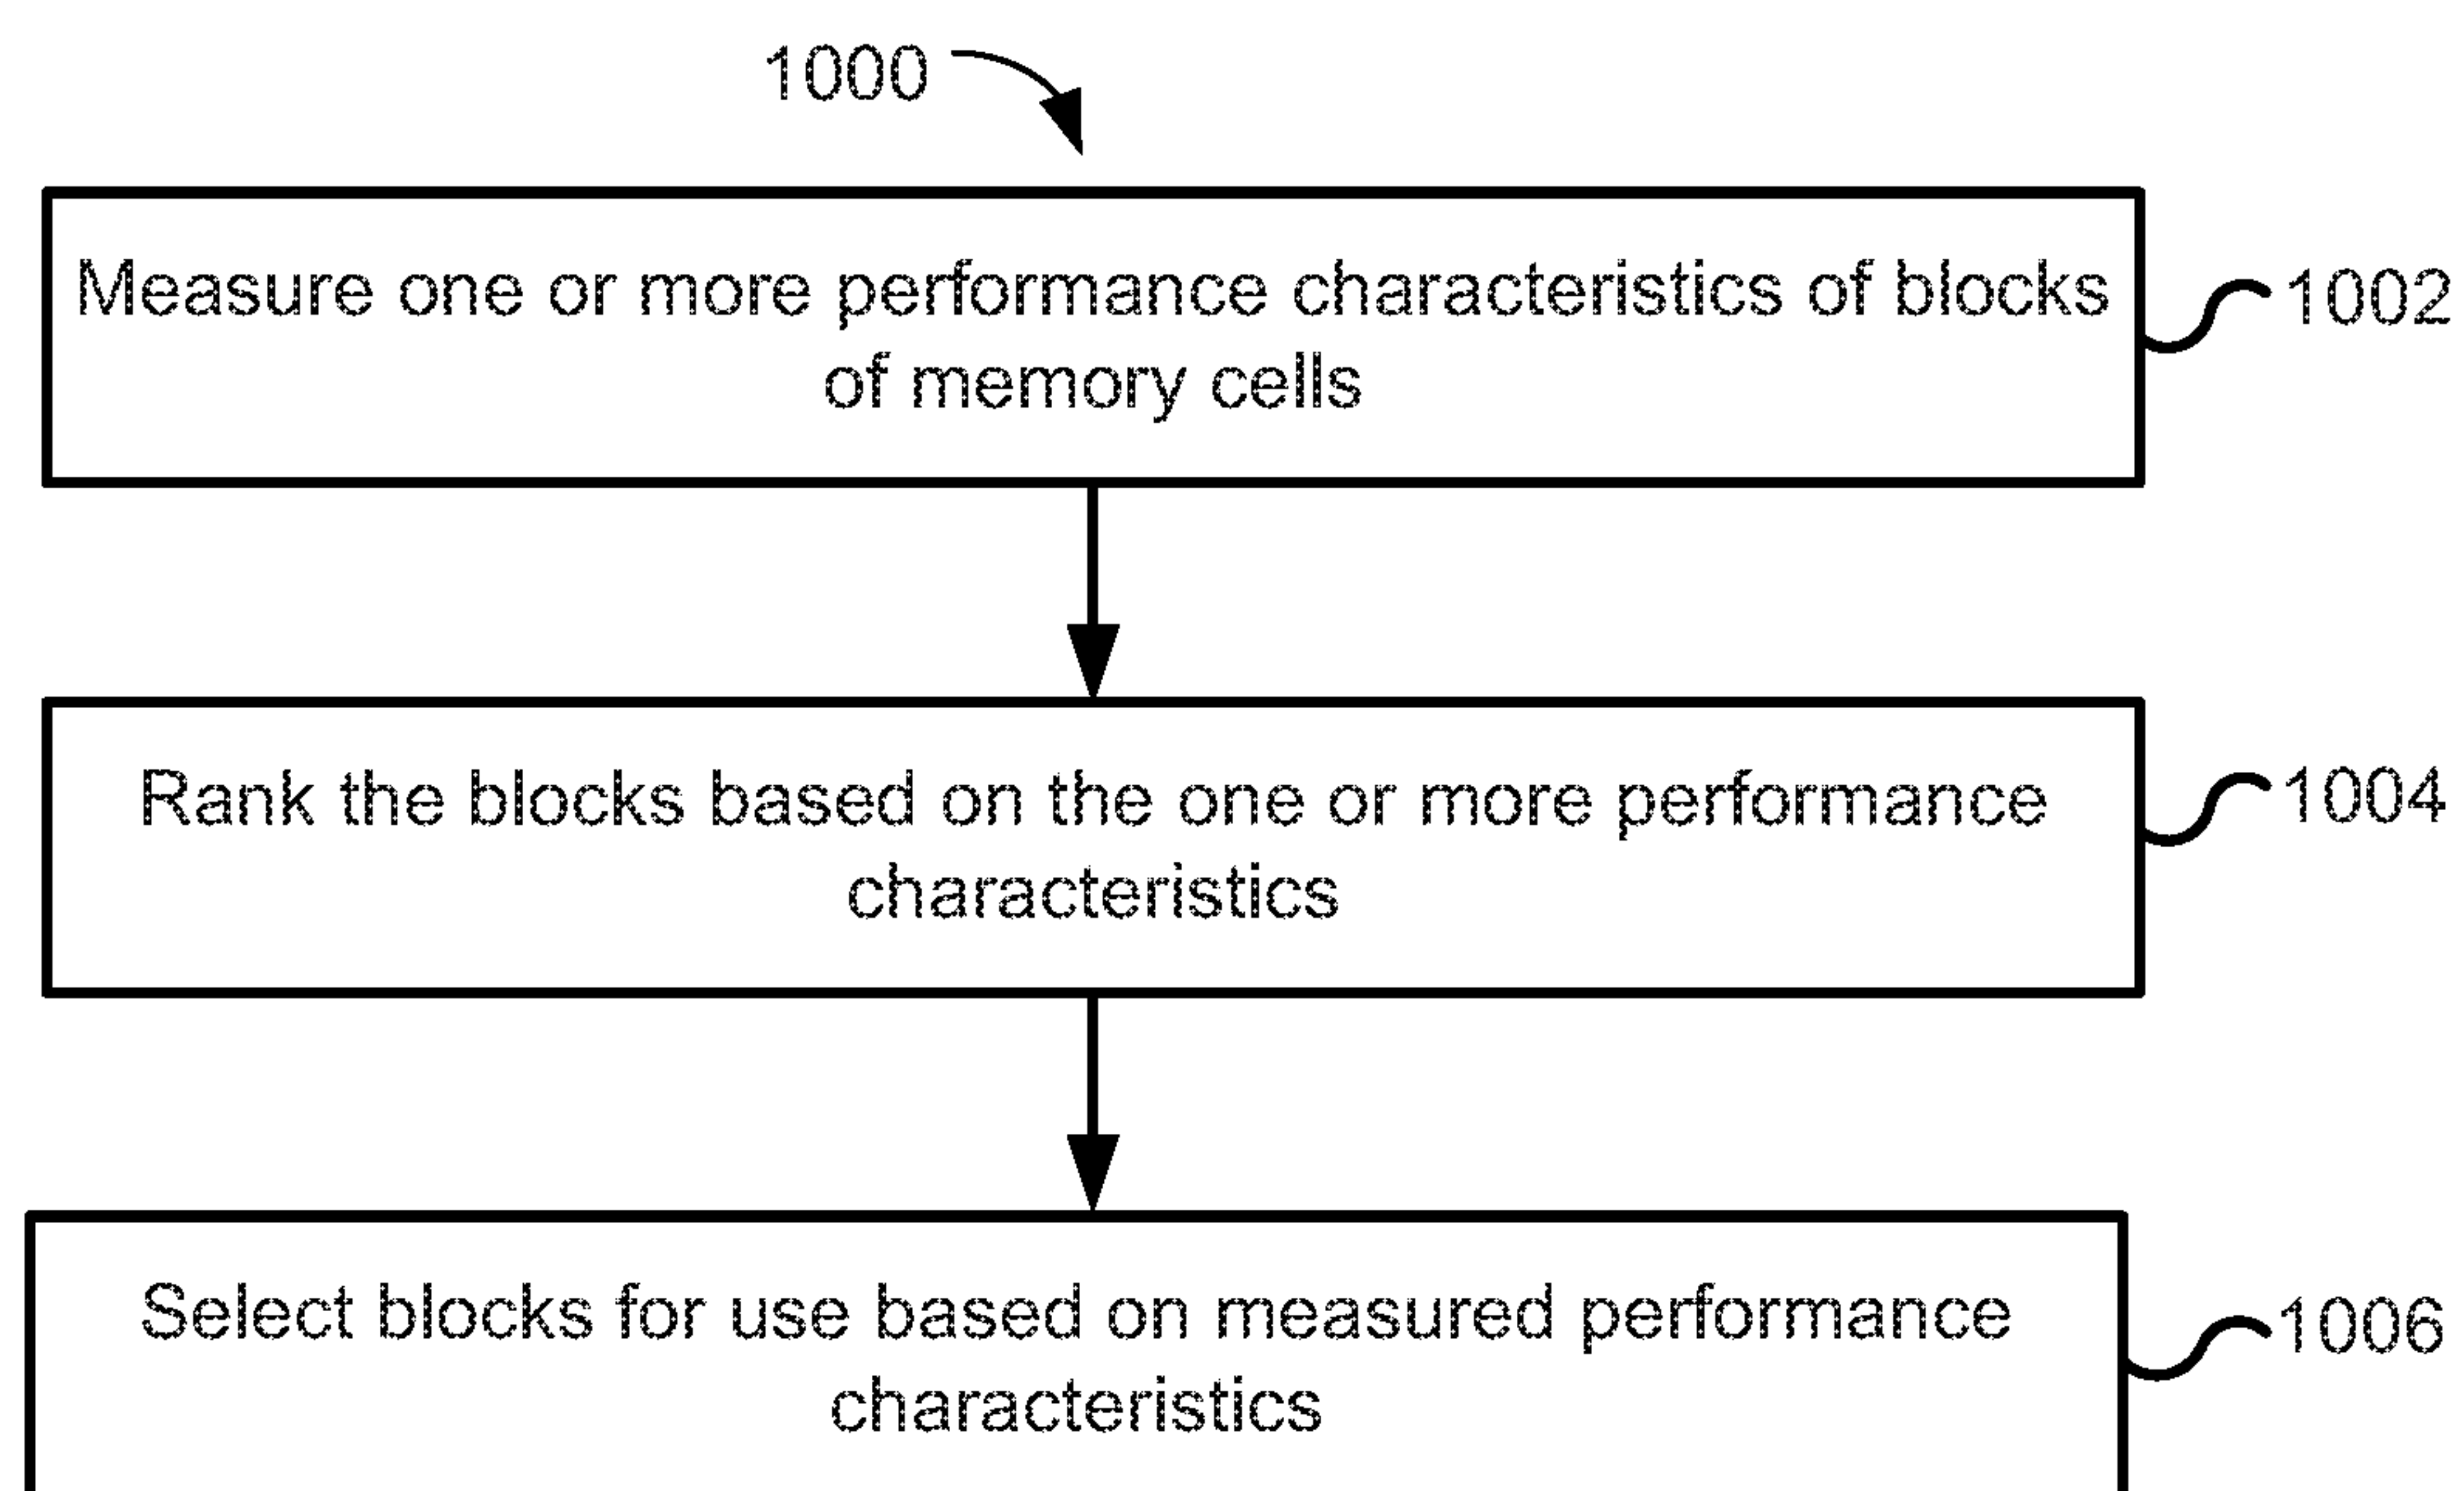 1000
Measure one or more performance characteristics of blocks
of memory cells
1002
Rank the blocks based on the one or more performance
characteristics
1004
Select blocks for use based on measured performance
characteristics
1006